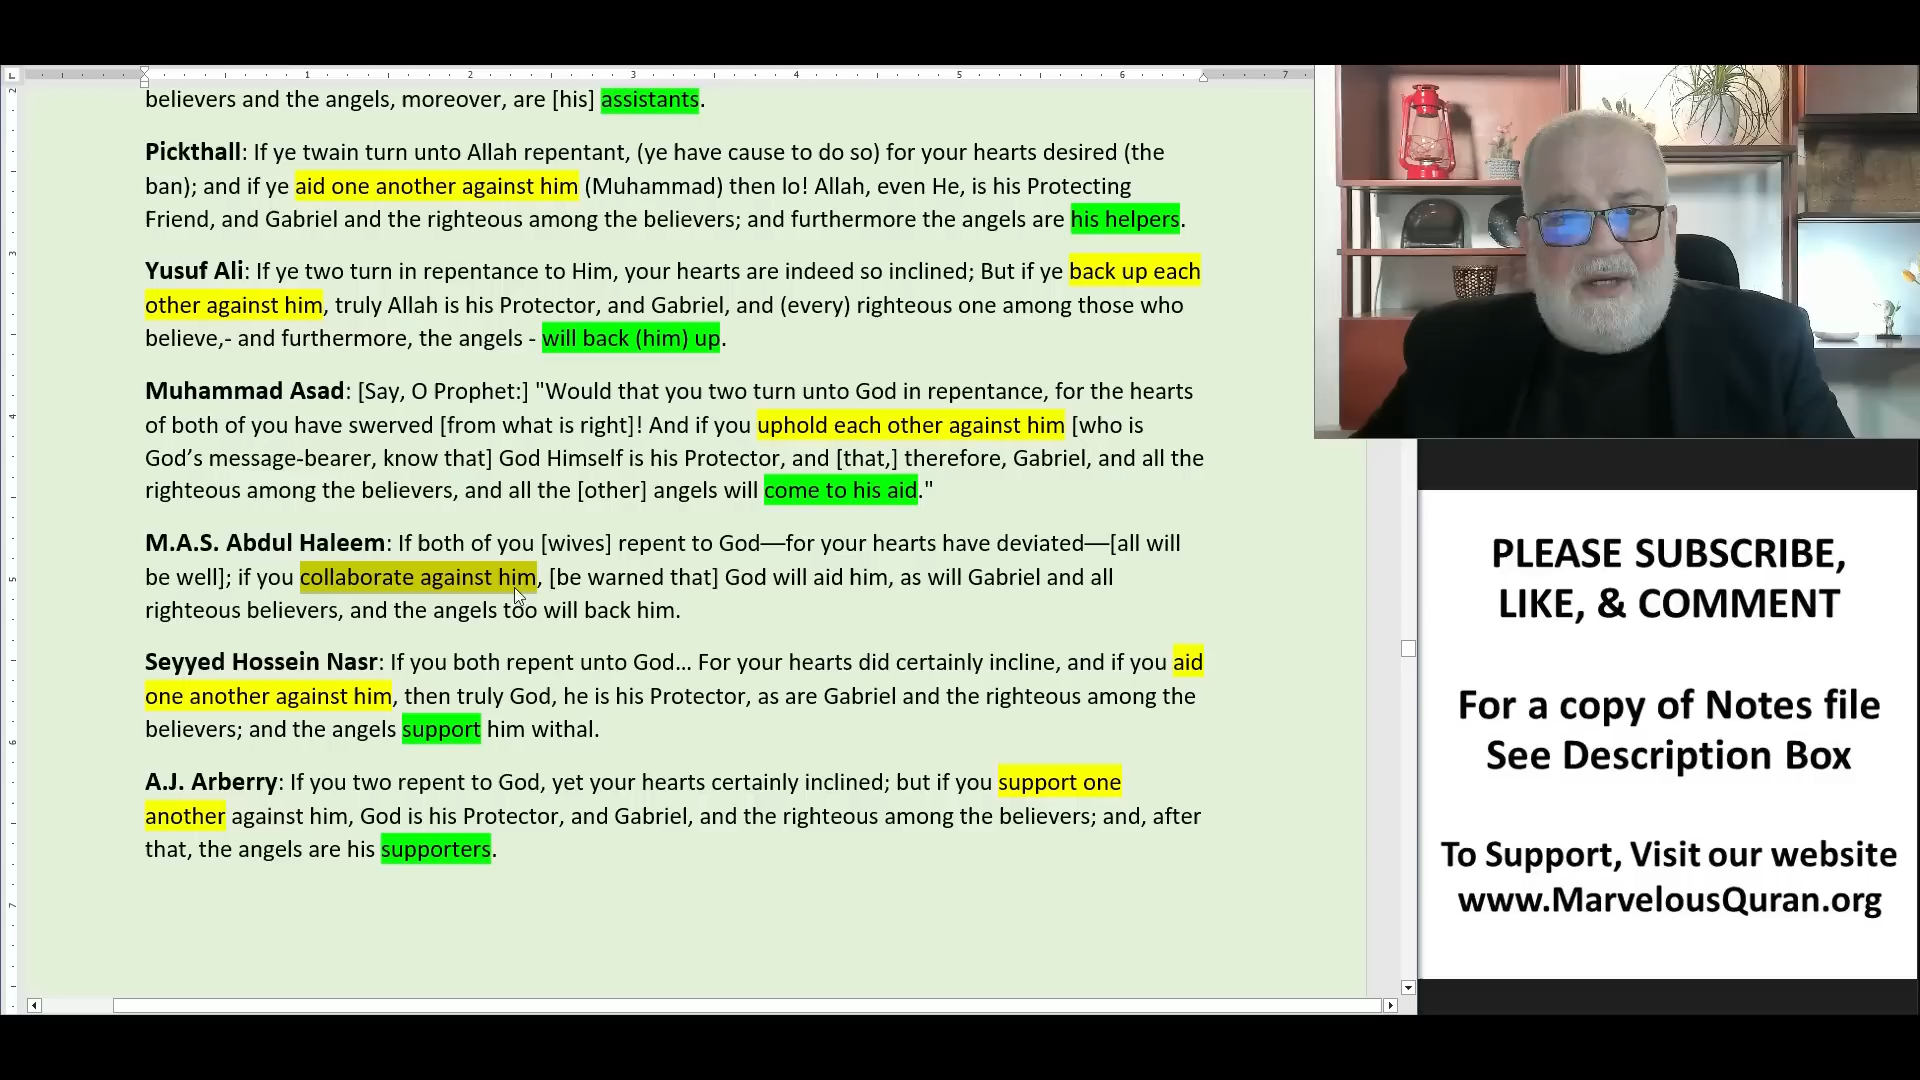 believers and the angels, moreover, are [his] assistants.
Pickthall: If ye twain turn unto Allah repentant, (ye have cause to do so) for your hearts desired (the
ban); and if ye aid one another against him (Muhammad) then lo! Allah, even He, is his Protecting
Friend, and Gabriel and the righteous among the believers; and furthermore the angels are his helpers.
Yusuf Ali: If ye two turn in repentance to Him, your hearts are indeed so inclined; But if ye back up each
other against him, truly Allah is his Protector, and Gabriel, and (every) righteous one among those who
believe,- and furthermore, the angels - will back (him) up.
Muhammad Asad: [Say, O Prophet:] "Would that you two turn unto God in repentance, for the hearts
of both of you have swerved [from what is right]! And if you uphold each other against him [who is
God’s message-bearer, know that] God Himself is his Protector, and [that,] therefore, Gabriel, and all the
righteous among the believers, and all the [other] angels will come to his aid."
M.A.S. Abdul Haleem: If both of you [wives] repent to God—for your hearts have deviated—[all will
be well]; if you collaborate against him, [be warned that] God will aid him, as will Gabriel and all
righteous believers, and the angels too will back him.
Seyyed Hossein Nasr: If you both repent unto God… For your hearts did certainly incline, and if you aid
one another against him, then truly God, he is his Protector, as are Gabriel and the righteous among the
believers; and the angels support him withal.
A.J. Arberry: If you two repent to God, yet your hearts certainly inclined; but if you support one
another against him, God is his Protector, and Gabriel, and the righteous among the believers; and, after
that, the angels are his supporters.
PLEASE SUBSCRIBE,
LIKE, & COMMENT
For a copy of Notes file
See Description Box
To Support, Visit our website
www.MarvelousQuran.org
1 2 3 4 5 6 7
2
3
4
5
6
7